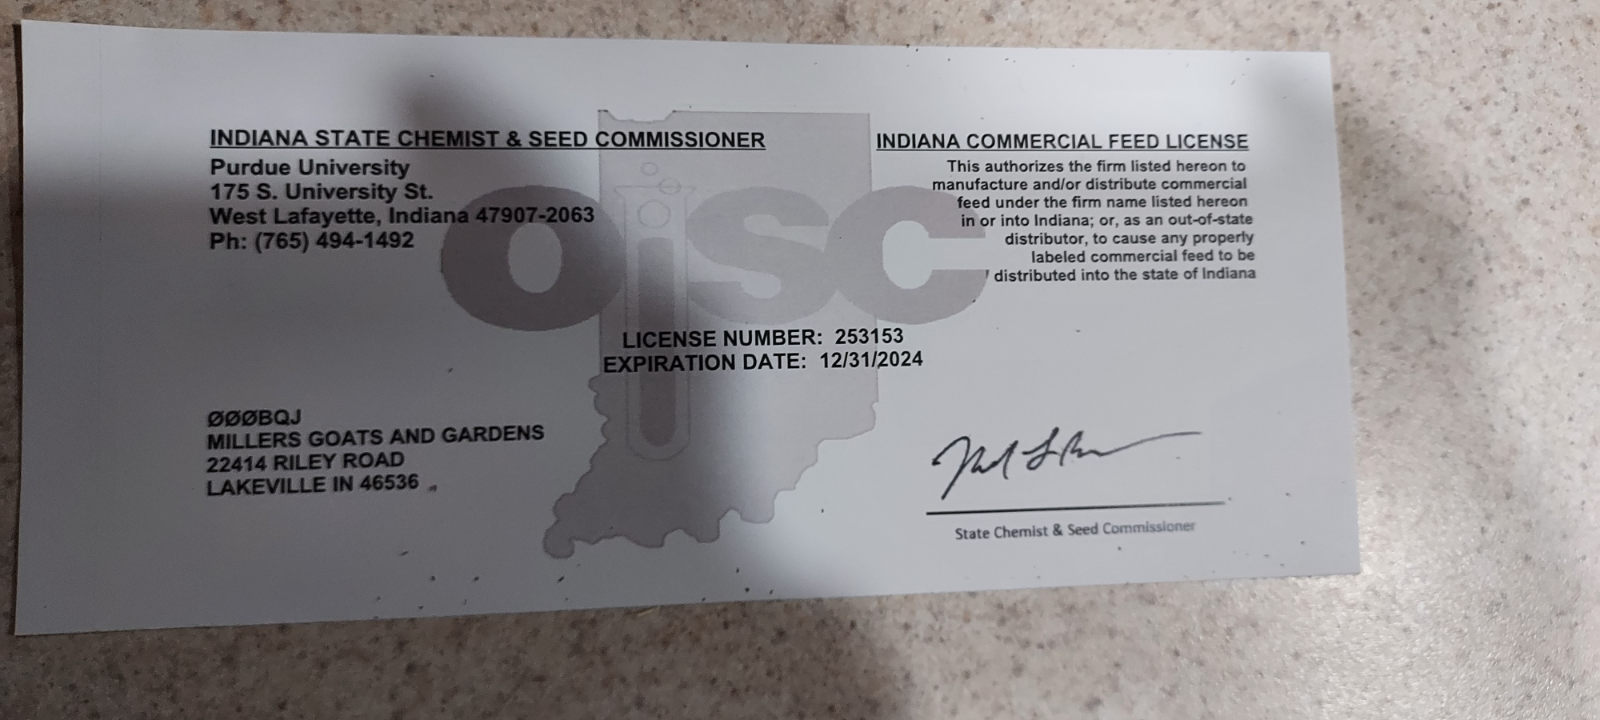 INDIANA STATE CHEMIST & SEED COMMISSIONER
Purdue University
175 S. University St.
West Lafayette, Indiana 47907-2063
Ph: (765) 494-1492
INDIANA COMMERCIAL FEED LICENSE
This authorizes the firm listed hereon to
manufacture and/or distribute commercial
feed under the firm name listed hereon
in or into Indiana; or, as an out-of-state
distributor, to cause any properly
labeled commercial feed to be
distributed into the state of Indiana
oisc
LICENSE NUMBER: 253153
EXPIRATION DATE: 12/31/2024
ØØØBQJ
MILLERS GOATS AND GARDENS
22414 RILEY ROAD
LAKEVILLE IN 46536
State Chemist & Seed Commissioner